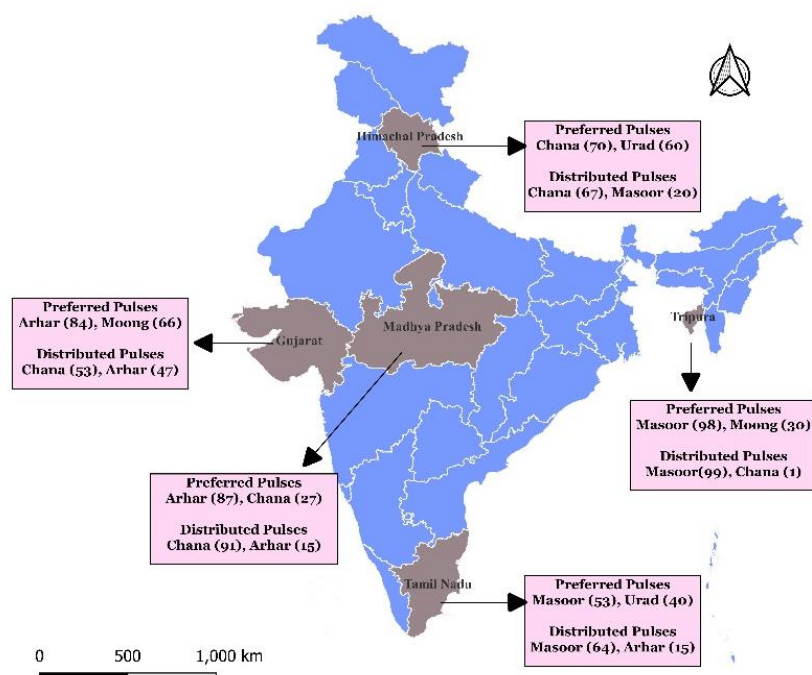 Himachal Pradesh
Preferred Pulses
Chana (70), Urad (60)
Distributed Pulses
Chana (67), Masoor (20)
Preferred Pulses
Arhar (84), Moong (66)
Distributed Pulses
Chana (53), Arhar (47)
Gujarat
Madhya Pradesh
Tripura
Preferred Pulses
Masoor (98), Moong (30)
Distributed Pulses
Masoor(99), Chana (1)
Preferred Pulses
Arhar (87), Chana (27)
Distributed Pulses
Chana (91), Arhar (15)
Tamil Nadu
Preferred Pulses
Masoor (53), Urad (40)
Distributed Pulses
Masoor (64), Arhar (15)
0 500 1,000 km